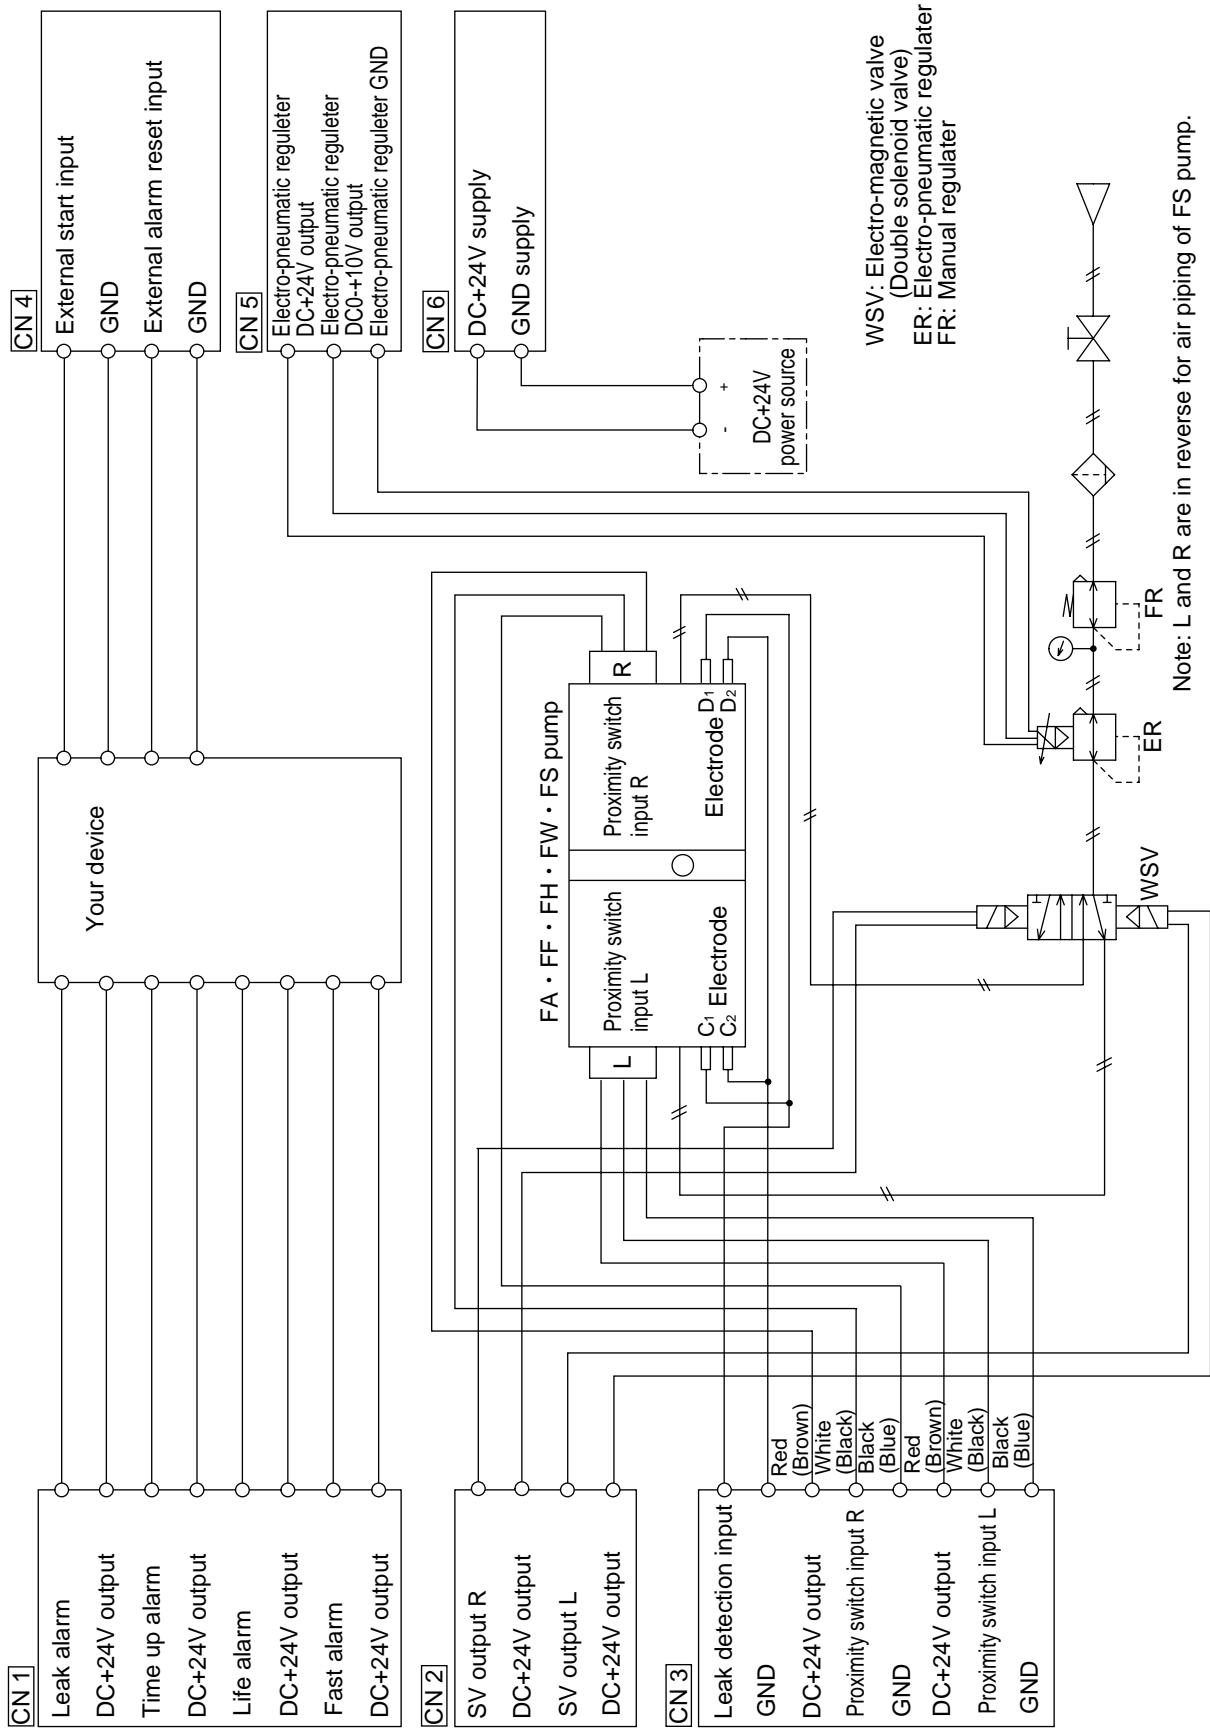 CN 1
Leak alarm
DC+24V output
Time up alarm
DC+24V output
Life alarm
DC+24V output
Fast alarm
DC+24V output
Your device
CN 4
External start input
GND
External alarm reset input
GND
CN 2
SV output R
DC+24V output
SV output L
DC+24V output
CN 5
Electro-pneumatic reguleter
DC+24V output
Electro-pneumatic reguleter
DC0-+10V output
Electro-pneumatic reguleter GND
CN 6
DC+24V supply
GND supply
- +
DC+24V
power source
CN 3
Leak detection input
GND
DC+24V output
Proximity switch input R
GND
DC+24V output
Proximity switch input L
GND
Red
(Brown)
White
(Black)
Black
(Blue)
Red
(Brown)
White
(Black)
Black
(Blue)
FA・FF・FH・FW・FS pump
L
Proximity switch
input L
C1
C2
Electrode
Proximity switch
input R
R
Electrode
D1
D2
WSV
ER
FR
WSV: Electro-magnetic valve
(Double solenoid valve)
ER: Electro-pneumatic regulater
FR: Manual regulater
Note: L and R are in reverse for air piping of FS pump.